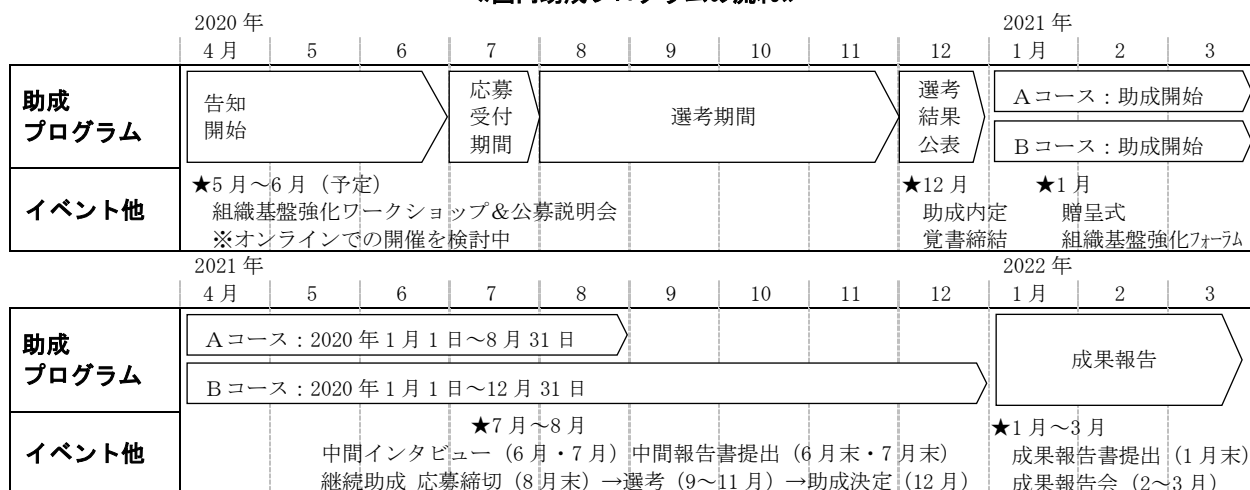 2020 年
2021 年
4 月 5 6 7 8 9 10 11 12 1 月 2 3
助成
プログラム
告知
開始
応募
受付
期間
選考期間
選考
結果
公表
Aコース：助成開始
Bコース：助成開始
イベント他
★5 月～6 月（予定）
組織基盤強化ワークショップ＆公募説明会
※オンラインでの開催を検討中
★12 月
助成内定
覚書締結
★1 月
贈呈式
組織基盤強化フォーラム
2021 年
2022 年
4 月 5 6 7 8 9 10 11 12 1 月 2 3
助成
プログラム
Aコース：2020 年 1 月 1 日～8 月 31 日
Bコース：2020 年 1 月 1 日～12 月 31 日
成果報告
イベント他
★7 月～8 月
中間インタビュー（6 月・7 月）中間報告書提出（6 月末・7 月末）
継続助成 応募締切（8 月末）→選考（9～11 月）→助成決定（12 月）
★1 月～3 月
成果報告書提出（1 月末）
成果報告会（2～3 月）